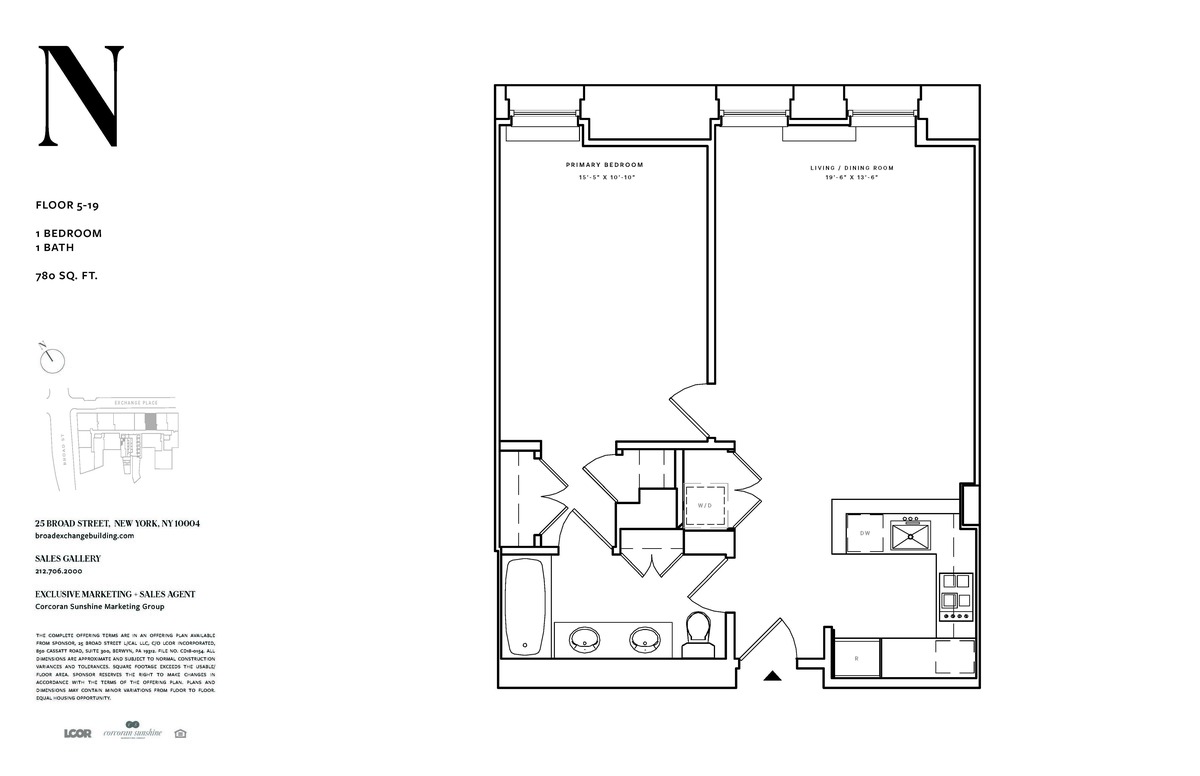 N
FLOOR 5-19
1 BEDROOM
1 BATH
780 SQ. FT.
N
EXCHANGE PLACE
BROAD ST
25 BROAD STREET, NEW YORK, NY 10004
broadexchangebuilding.com
SALES GALLERY
212.706.2000
EXCLUSIVE MARKETING + SALES AGENT
Corcoran Sunshine Marketing Group
THE COMPLETE OFFERING TERMS ARE IN AN OFFERING PLAN AVAILABLE
FROM SPONSOR, 25 BROAD STREET L/CAL LLC, C/O LCOR INCORPORATED,
850 CASSATT ROAD, SUITE 300, BERWYN, PA 19312. FILE NO. CD18-0154. ALL
DIMENSIONS ARE APPROXIMATE AND SUBJECT TO NORMAL CONSTRUCTION
VARIANCES AND TOLERANCES. SQUARE FOOTAGE EXCEEDS THE USABLE/
FLOOR AREA. SPONSOR RESERVES THE RIGHT TO MAKE CHANGES IN
ACCORDANCE WITH THE TERMS OF THE OFFERING PLAN. PLANS AND
DIMENSIONS MAY CONTAIN MINOR VARIATIONS FROM FLOOR TO FLOOR.
EQUAL HOUSING OPPORTUNITY.
LCOR
corcoran sunshine
PRIMARY BEDROOM
15'-5" X 10'-10"
LIVING / DINING ROOM
19'-6" X 13'-6"
W/D
DW
R